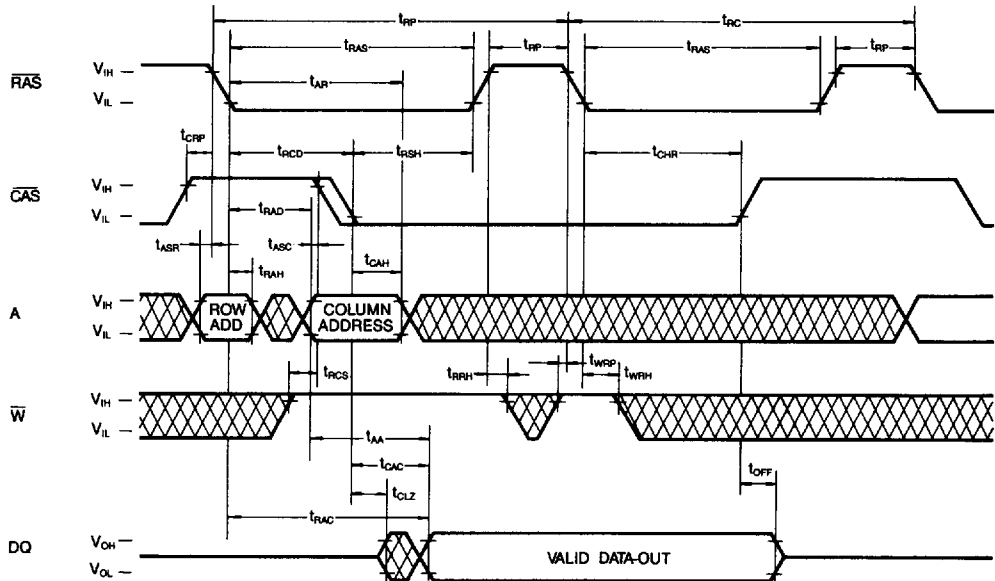 tRP tRC
tRAS tRP tRAS tRP
RAS VIH
tAR
VIL
tCRP tRCD tRSH tCHR
CAS VIH
VIL
tRAD
tASR tASC
tRAH tCAH
A VIH ROW ADD COLUMN ADDRESS
VIL
tRCS tRRH tWRP tWRH
W VIH
VIL
tAA
tCAC tOFF
tCLZ
tRAC
DQ VOH
VALID DATA-OUT
VOL